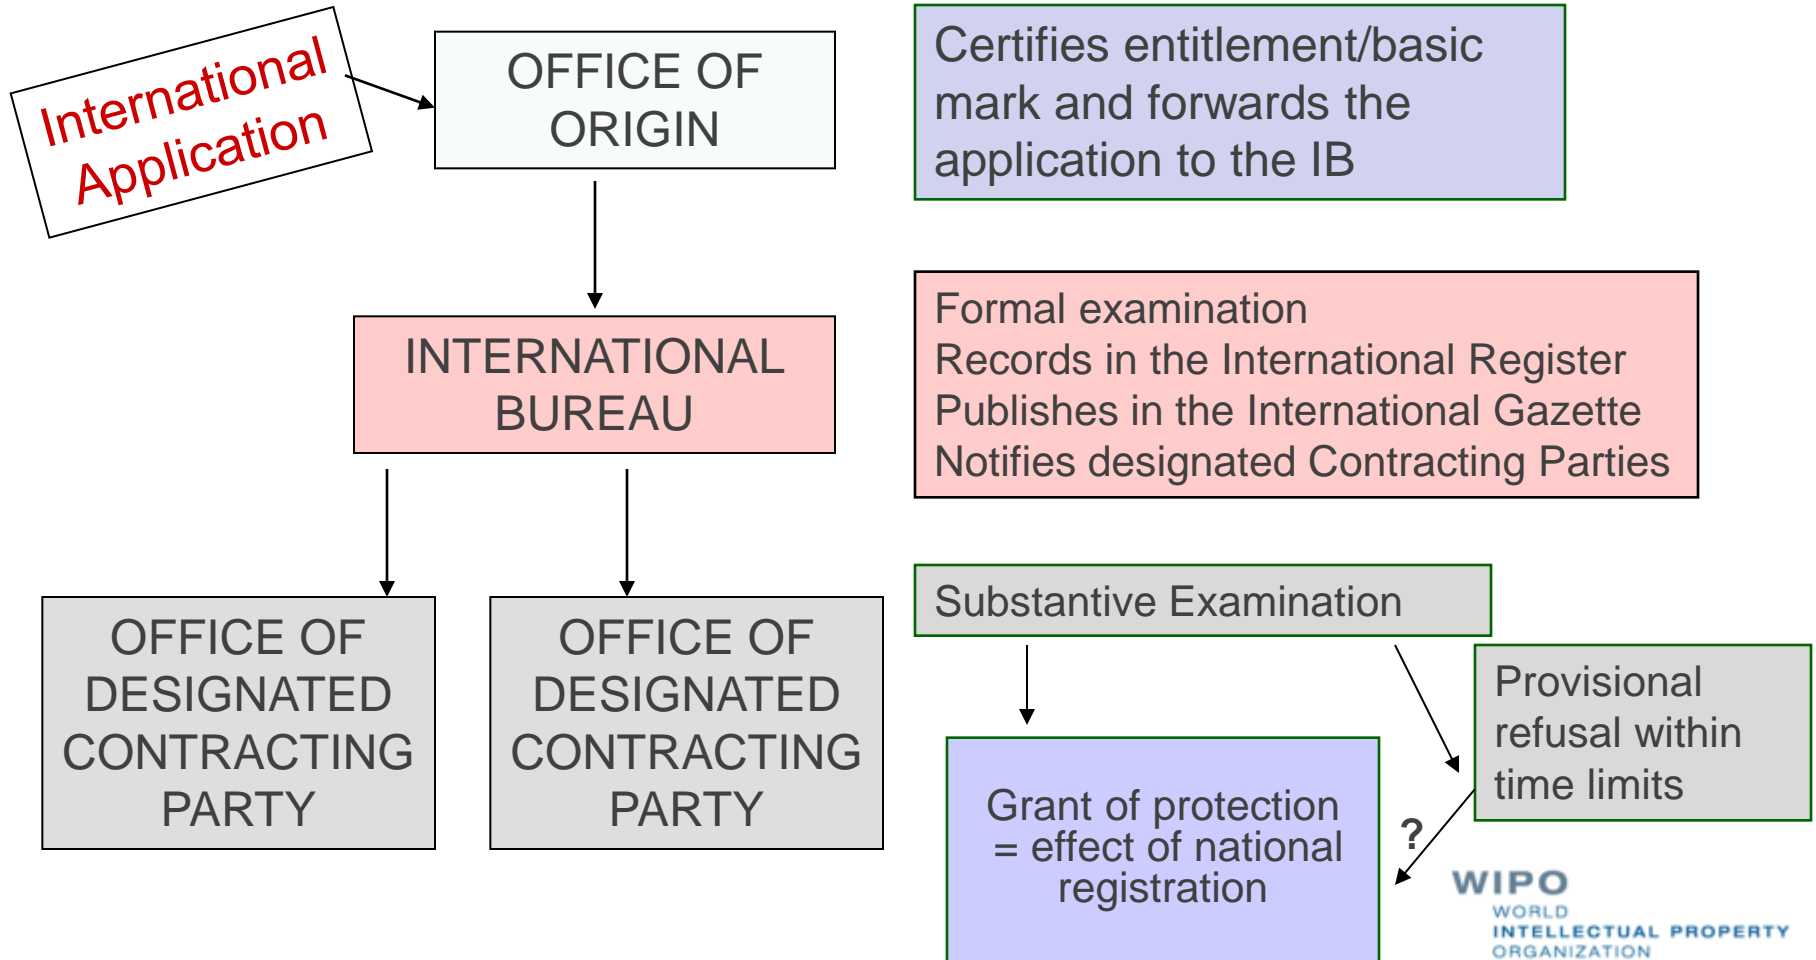 International
Application
OFFICE OF
ORIGIN
Certifies entitlement/basic
mark and forwards the
application to the IB
INTERNATIONAL
BUREAU
Formal examination
Records in the International Register
Publishes in the International Gazette
Notifies designated Contracting Parties
OFFICE OF
DESIGNATED
CONTRACTING
PARTY
OFFICE OF
DESIGNATED
CONTRACTING
PARTY
Substantive Examination
Provisional
refusal within
time limits
Grant of protection
= effect of national
registration
?
WIPO
WORLD
INTELLECTUAL PROPERTY
ORGANIZATION